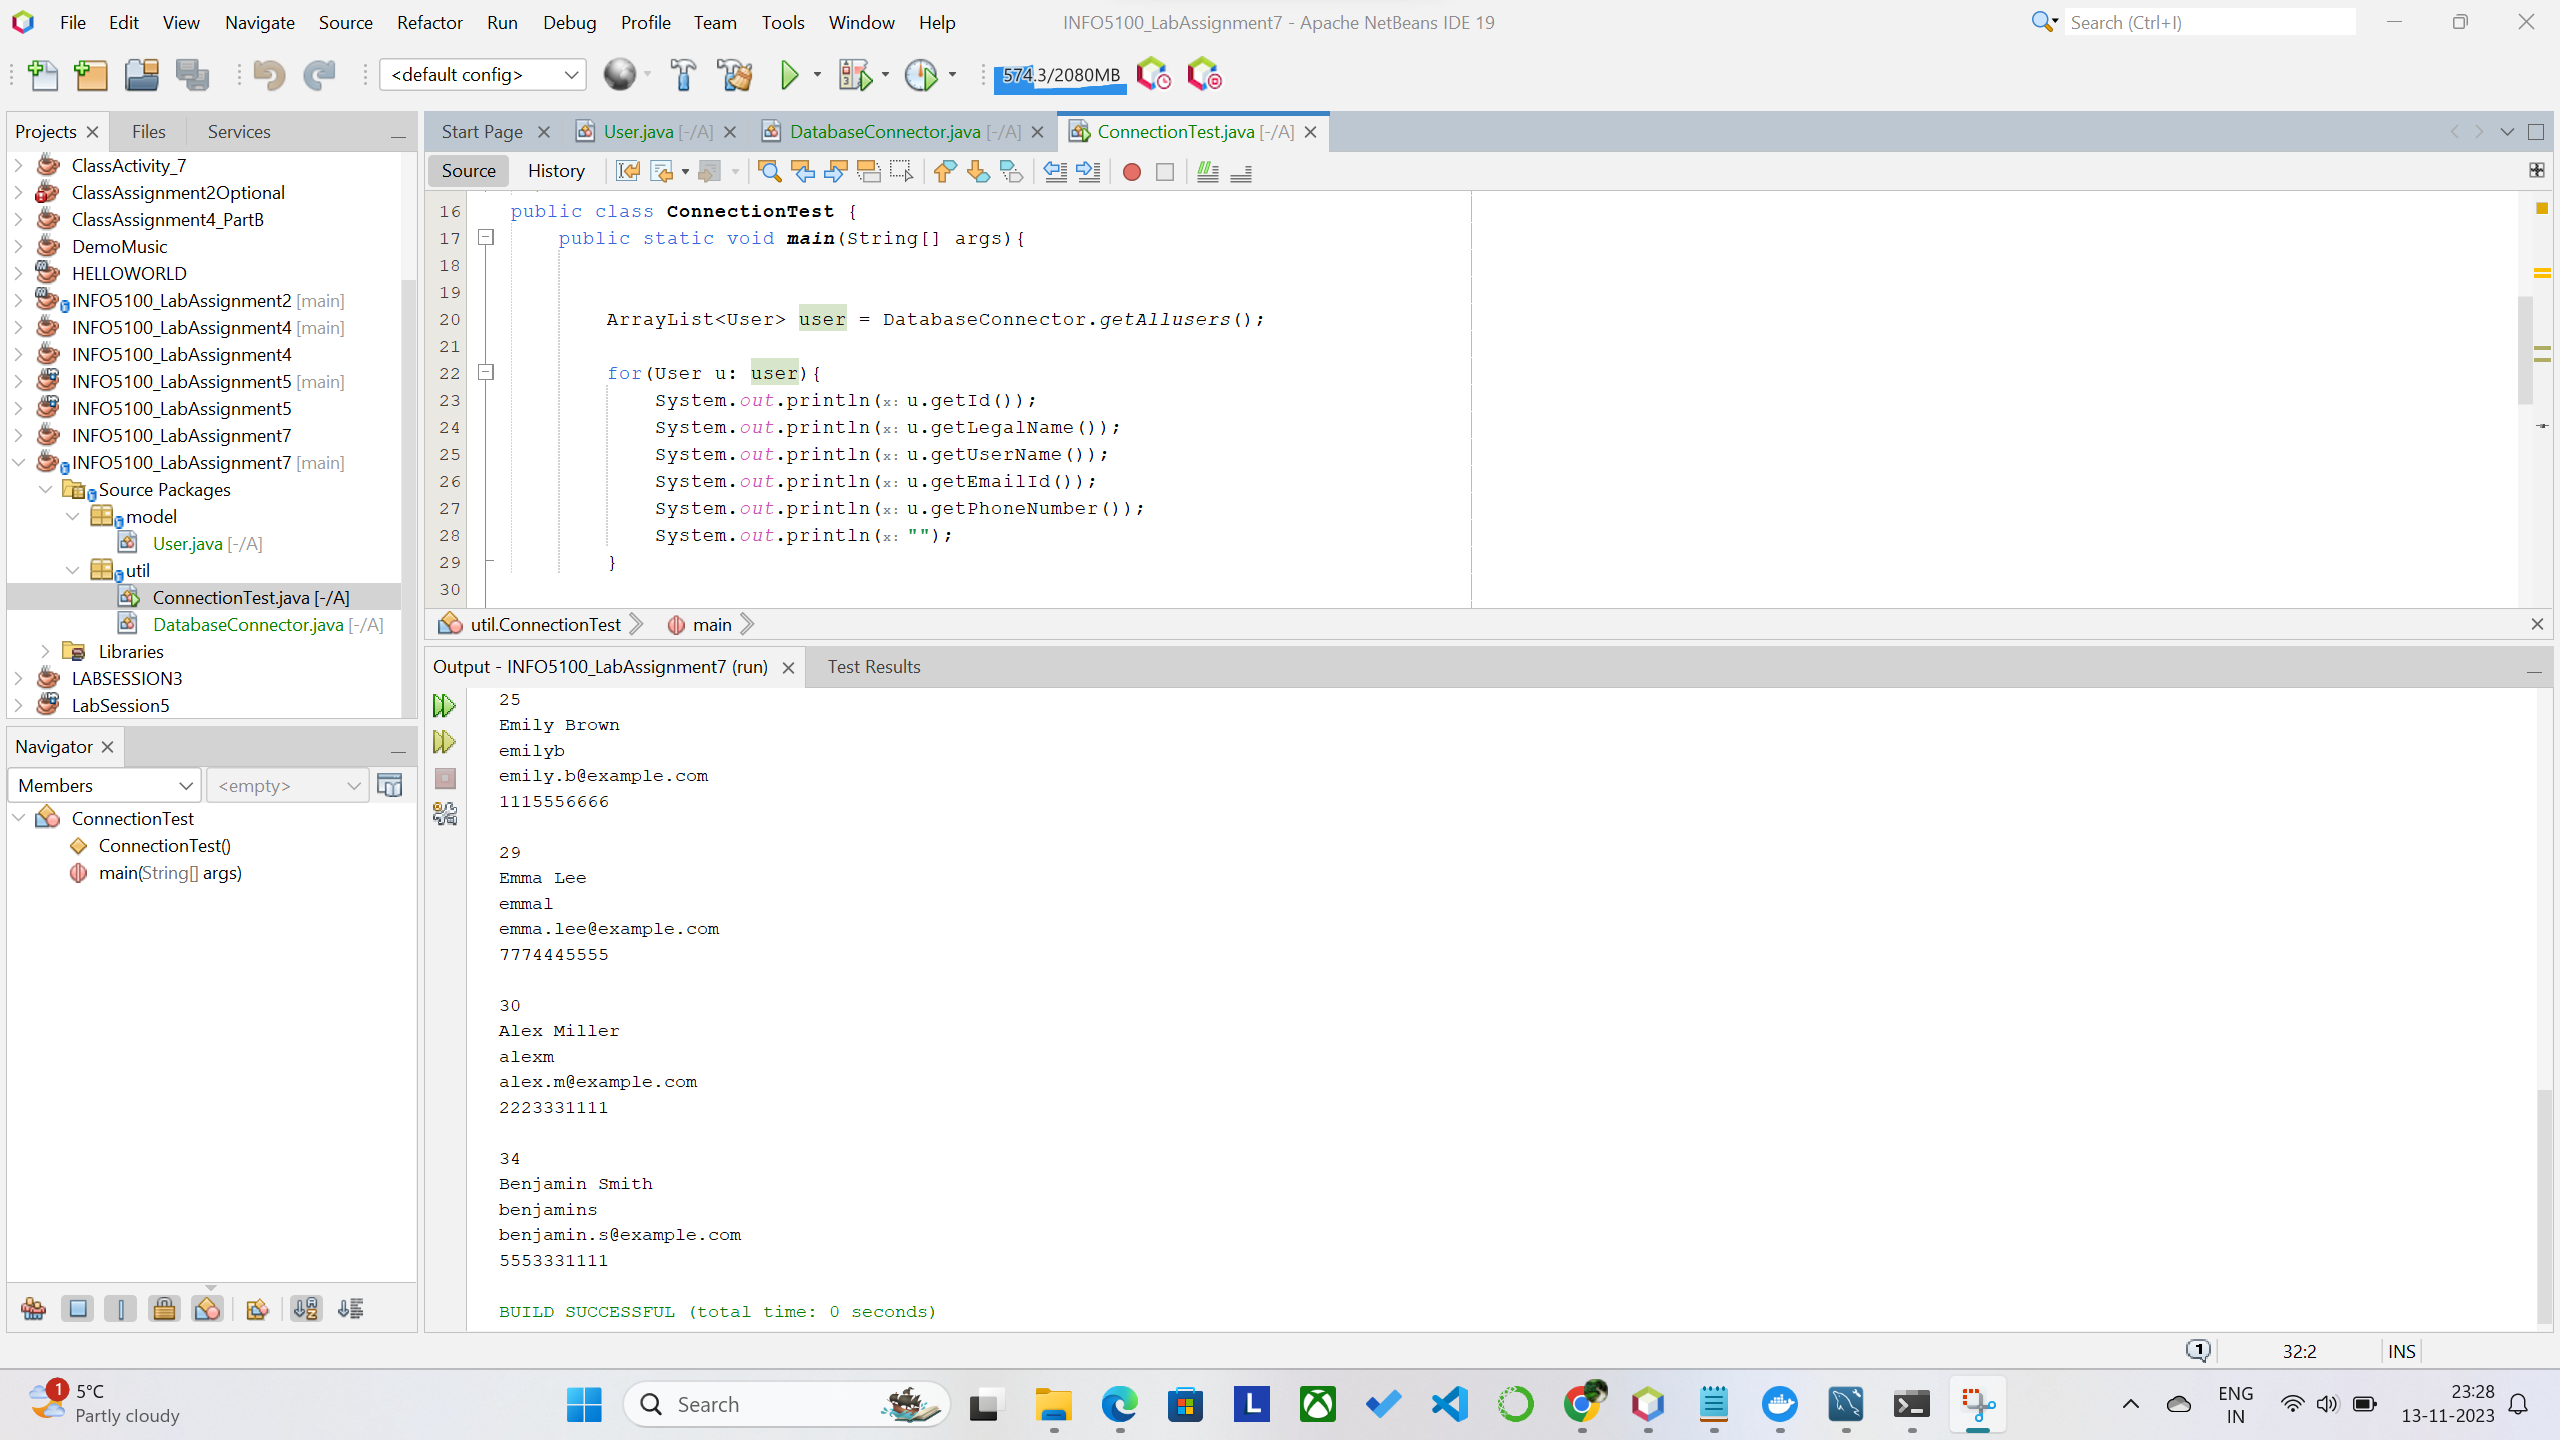 File Edit View Navigate Source Refactor Run Debug Profile Team Tools Window Help INFO5100_LabAssignment7 - Apache NetBeans IDE 19 Search (Ctrl+I)
<default config> 574.3/2080MB
Projects Files Services
ClassActivity_7
ClassAssignment2Optional
ClassAssignment4_PartB
DemoMusic
HELLOWORLD
INFO5100_LabAssignment2 [main]
INFO5100_LabAssignment4 [main]
INFO5100_LabAssignment4
INFO5100_LabAssignment5 [main]
INFO5100_LabAssignment5
INFO5100_LabAssignment7
INFO5100_LabAssignment7 [main]
Source Packages
model
User.java [-/A]
util
ConnectionTest.java [-/A]
DatabaseConnector.java [-/A]
Libraries
LABSESSION3
LabSession5
Navigator
Members <empty>
ConnectionTest
ConnectionTest()
main(String[] args)
Start Page User.java [-/A] DatabaseConnector.java [-/A] ConnectionTest.java [-/A]
Source History
16 public class ConnectionTest {
17 public static void main(String[] args){
18
19
20 ArrayList<User> user = DatabaseConnector.getAllusers();
21
22 for(User u: user){
23 System.out.println(x: u.getId());
24 System.out.println(x: u.getLegalName());
25 System.out.println(x: u.getUserName());
26 System.out.println(x: u.getEmailId());
27 System.out.println(x: u.getPhoneNumber());
28 System.out.println(x: "");
29 }
30
util.ConnectionTest main
Output - INFO5100_LabAssignment7 (run) Test Results
25
Emily Brown
emilyb
emily.b@example.com
1115556666
29
Emma Lee
emmal
emma.lee@example.com
7774445555
30
Alex Miller
alexm
alex.m@example.com
2223331111
34
Benjamin Smith
benjamins
benjamin.s@example.com
5553331111
BUILD SUCCESSFUL (total time: 0 seconds)
1 32:2 INS
1 5°C
Partly cloudy
Search
L
ENG
IN
23:28
13-11-2023